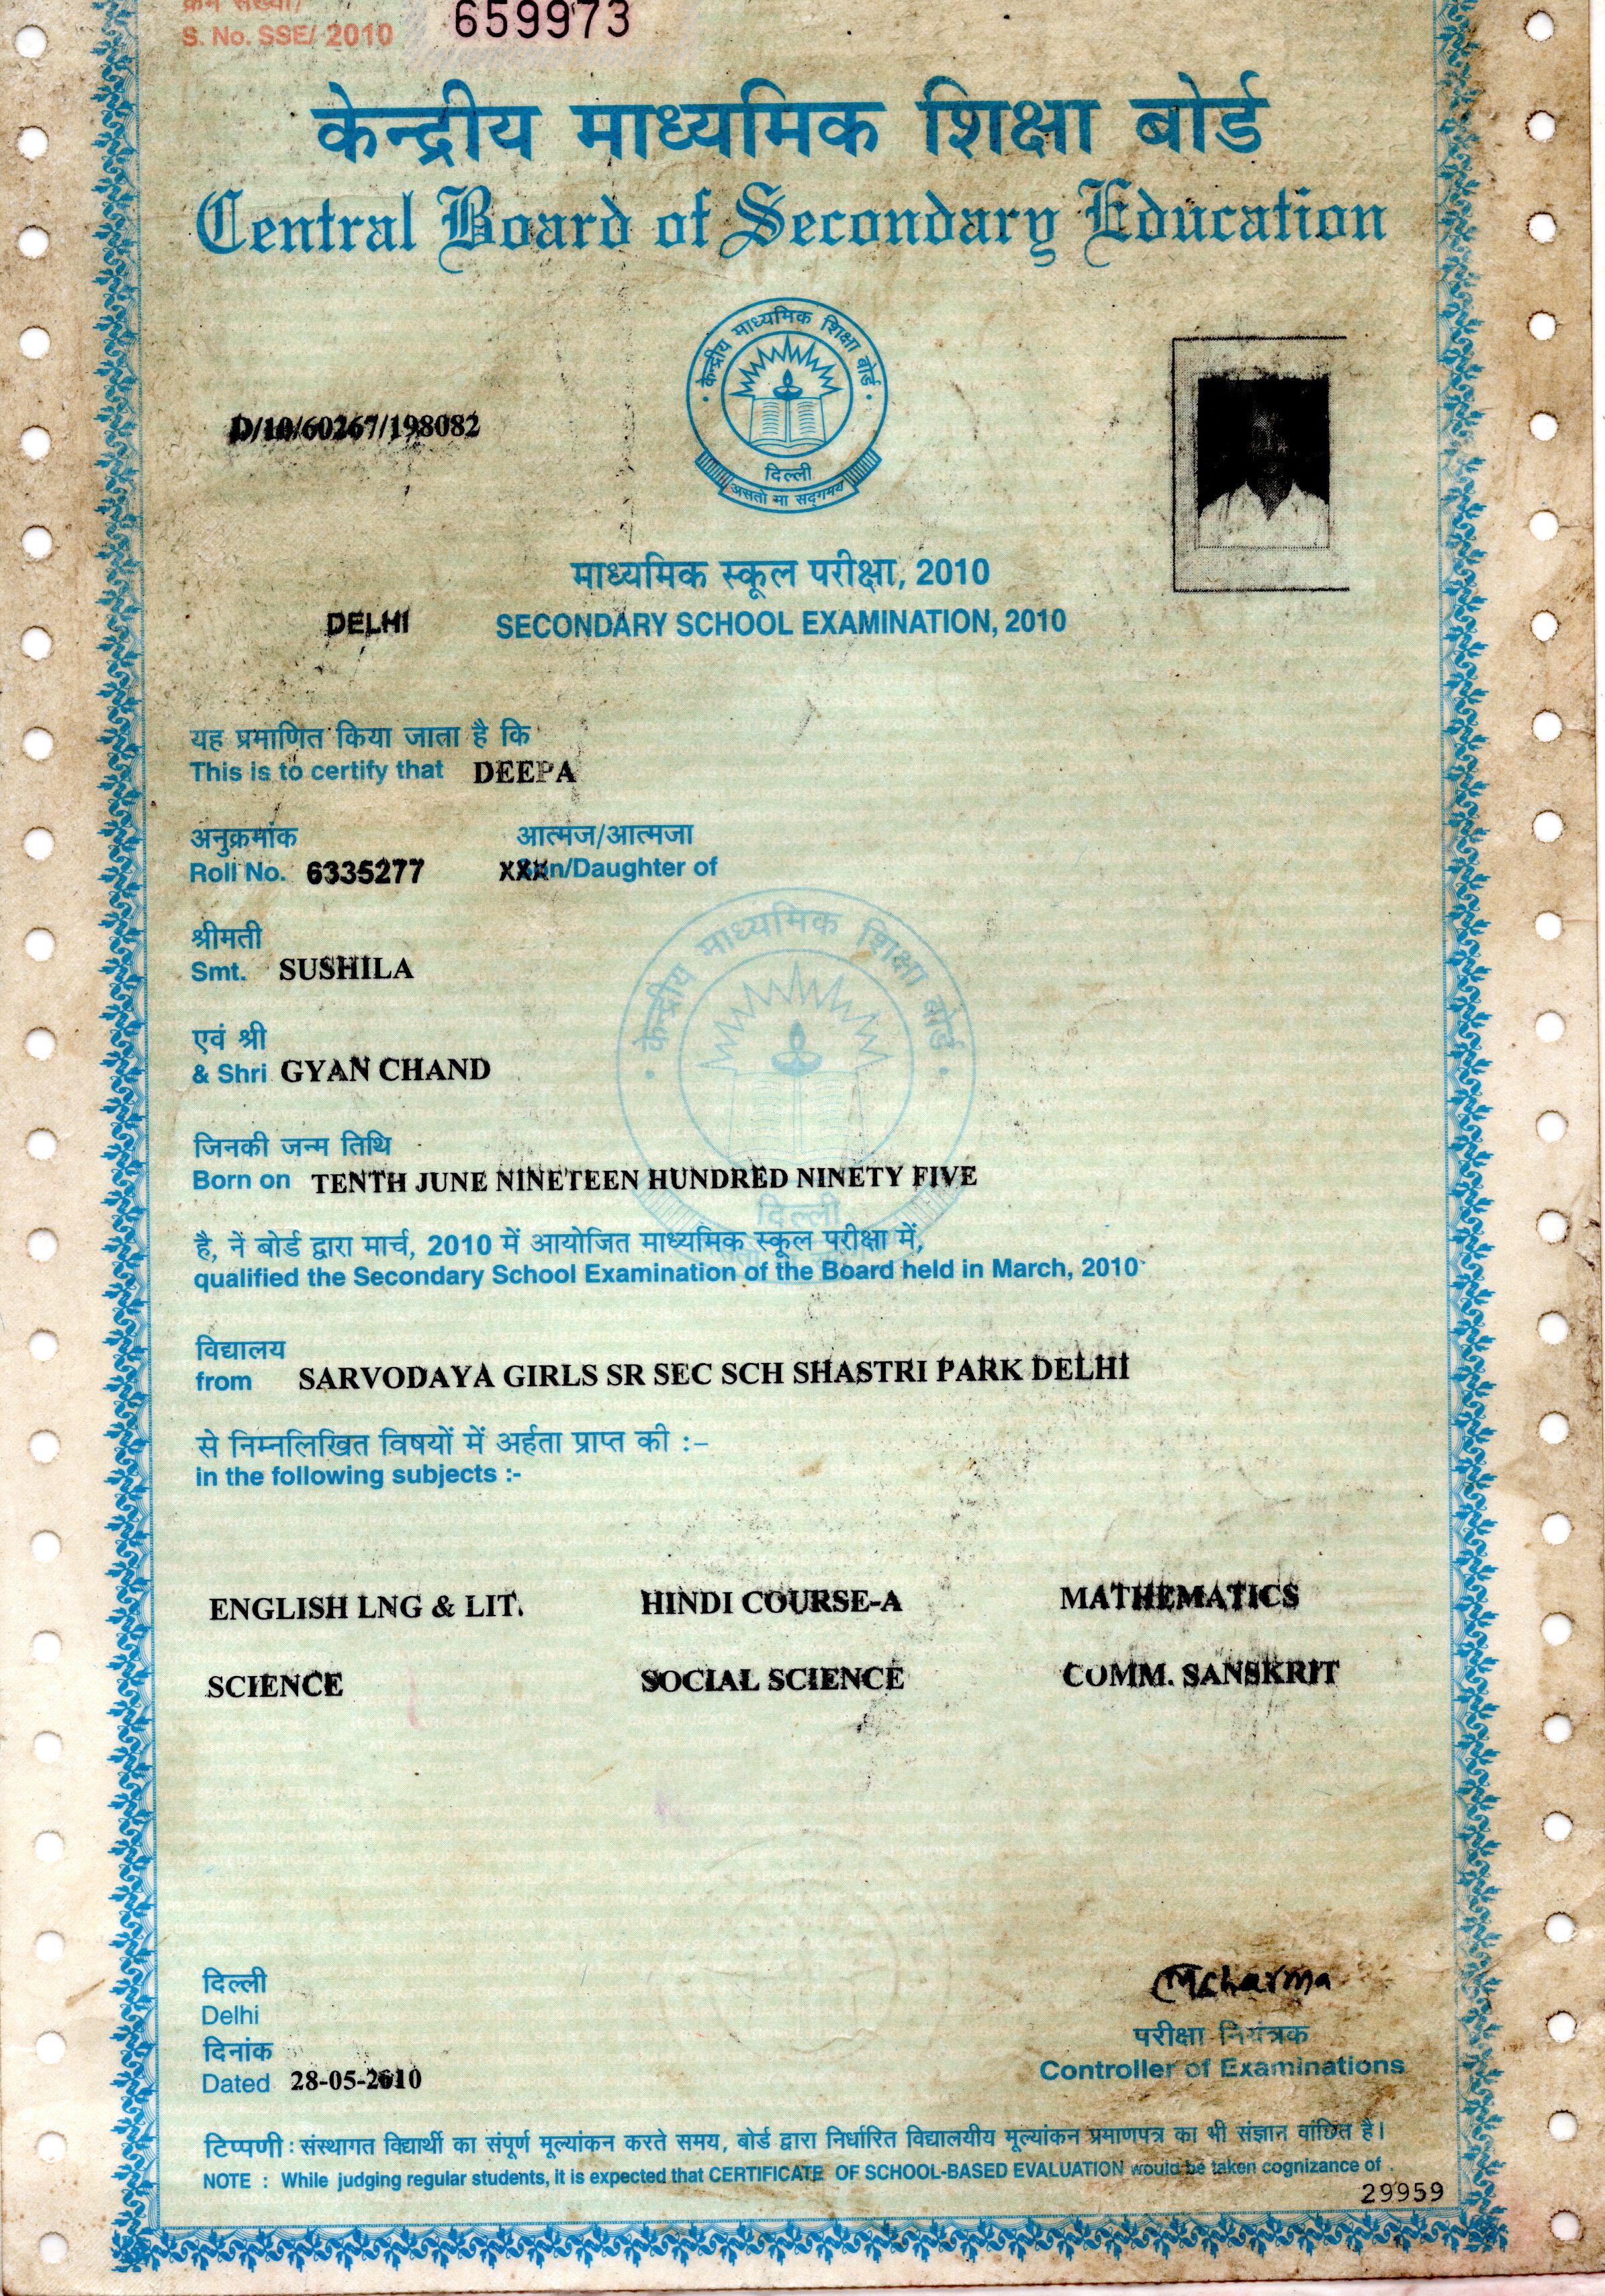 क्रम संख्या/
S. No. SSE/ 2010 659973
केन्द्रीय माध्यमिक शिक्षा बोर्ड
Central Board of Secondary Education
केन्द्रीय माध्यमिक शिक्षा बोर्ड
दिल्ली
असतो मा सद्गमय
D/10/60267/198082
माध्यमिक स्कूल परीक्षा, 2010
DELHI SECONDARY SCHOOL EXAMINATION, 2010
यह प्रमाणित किया जाता है कि
This is to certify that DEEPA
अनुक्रमांक आत्मज/आत्मजा
Roll No. 6335277 XXXn/Daughter of
श्रीमती
Smt. SUSHILA
एवं श्री
& Shri GYAN CHAND
केन्द्रीय माध्यमिक शिक्षा बोर्ड
दिल्ली
जिनकी जन्म तिथि
Born on TENTH JUNE NINETEEN HUNDRED NINETY FIVE
है, नें बोर्ड द्वारा मार्च, 2010 में आयोजित माध्यमिक स्कूल परीक्षा में,
qualified the Secondary School Examination of the Board held in March, 2010
विद्यालय
from SARVODAYA GIRLS SR SEC SCH SHASTRI PARK DELHI
से निम्नलिखित विषयों में अर्हता प्राप्त की :–
in the following subjects :-
ENGLISH LNG & LIT. HINDI COURSE-A MATHEMATICS
SCIENCE SOCIAL SCIENCE COMM. SANSKRIT
दिल्ली
Delhi
दिनांक
Dated 28-05-2010
MSharma
परीक्षा नियंत्रक
Controller of Examinations
टिप्पणी : संस्थागत विद्यार्थी का संपूर्ण मूल्यांकन करते समय, बोर्ड द्वारा निर्धारित विद्यालयीय मूल्यांकन प्रमाणपत्र का भी संज्ञान वांछित है।
NOTE : While judging regular students, it is expected that CERTIFICATE OF SCHOOL-BASED EVALUATION would be taken cognizance of .
29959